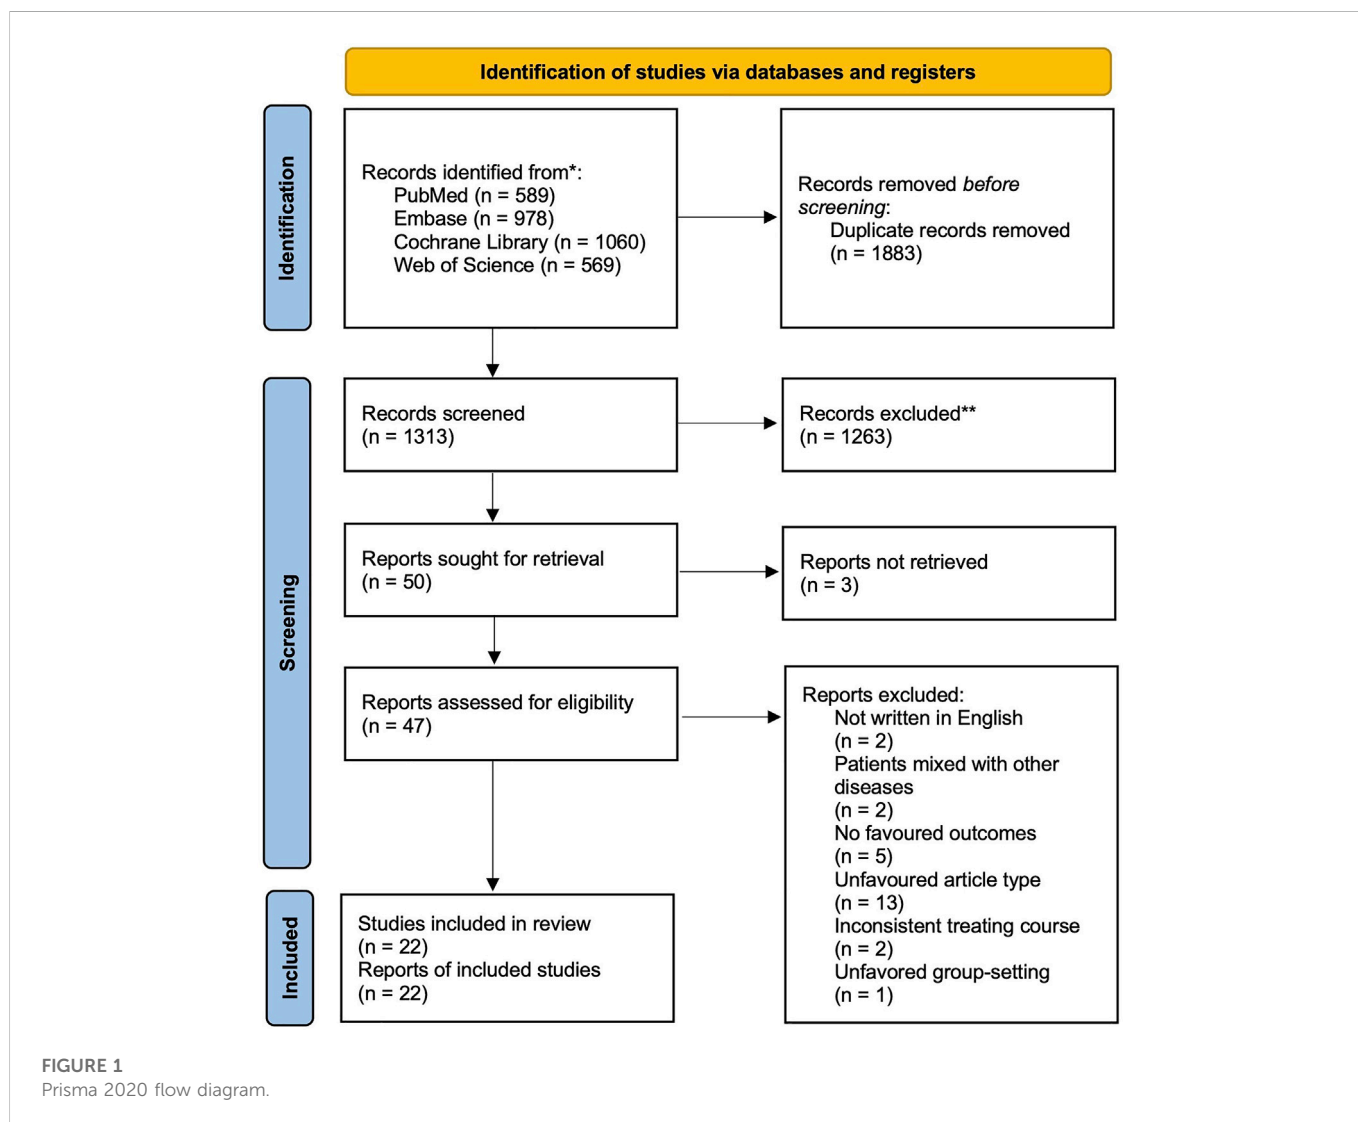 Identification of studies via databases and registers
Identification
Records identified from*:
PubMed (n = 589)
Embase (n = 978)
Cochrane Library (n = 1060)
Web of Science (n = 569)
Records removed before
screening:
Duplicate records removed
(n = 1883)
Screening
Records screened
(n = 1313)
Records excluded**
(n = 1263)
Reports sought for retrieval
(n = 50)
Reports not retrieved
(n = 3)
Reports assessed for eligibility
(n = 47)
Reports excluded:
Not written in English
(n = 2)
Patients mixed with other
diseases
(n = 2)
No favoured outcomes
(n = 5)
Unfavoured article type
(n = 13)
Inconsistent treating course
(n = 2)
Unfavored group-setting
(n = 1)
Included
Studies included in review
(n = 22)
Reports of included studies
(n = 22)
FIGURE 1
Prisma 2020 flow diagram.